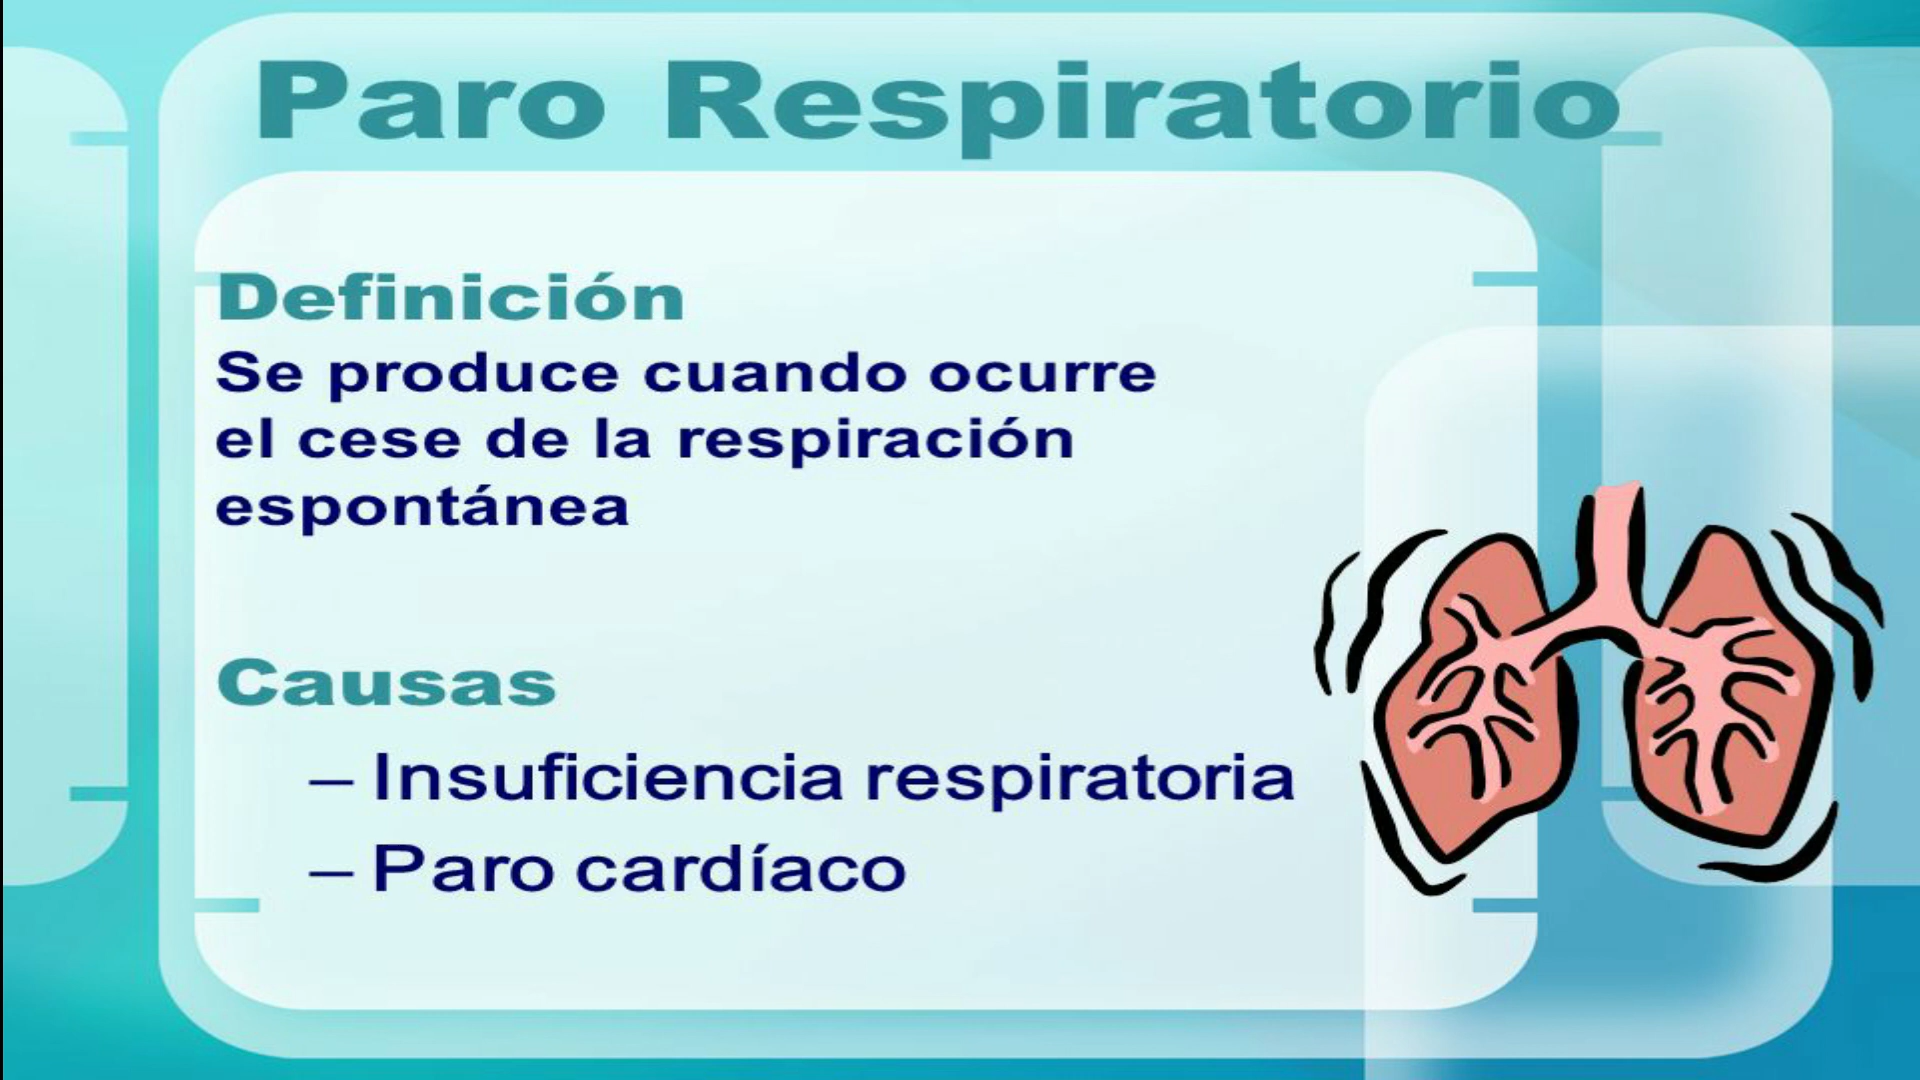 Paro Respiratorio
Definición
Se produce cuando ocurre
el cese de la respiración
espontánea
Causas
– Insuficiencia respiratoria
– Paro cardíaco